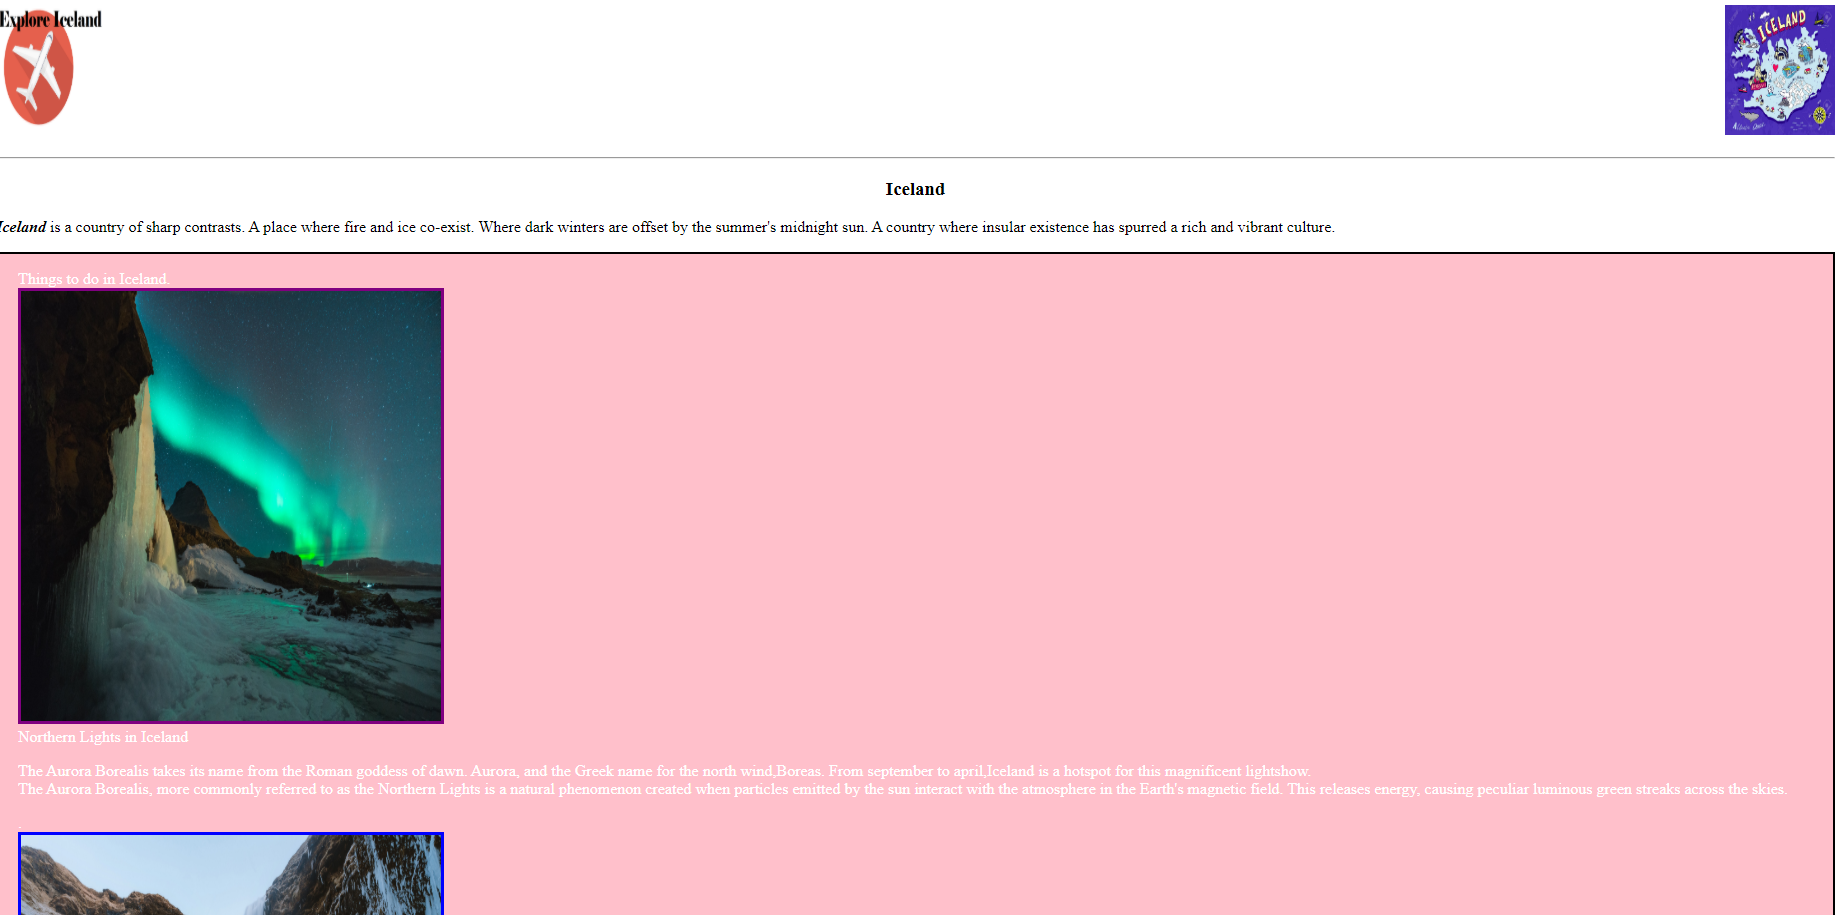 Explore Iceland
ICELAND
Iceland
Iceland is a country of sharp contrasts. A place where fire and ice co-exist. Where dark winters are offset by the summer's midnight sun. A country where insular existence has spurred a rich and vibrant culture.
Things to do in Iceland.
Northern Lights in Iceland
The Aurora Borealis takes its name from the Roman goddess of dawn. Aurora, and the Greek name for the north wind,Boreas. From september to april,Iceland is a hotspot for this magnificent lightshow.
The Aurora Borealis, more commonly referred to as the Northern Lights is a natural phenomenon created when particles emitted by the sun interact with the atmosphere in the Earth's magnetic field. This releases energy, causing peculiar luminous green streaks across the skies.